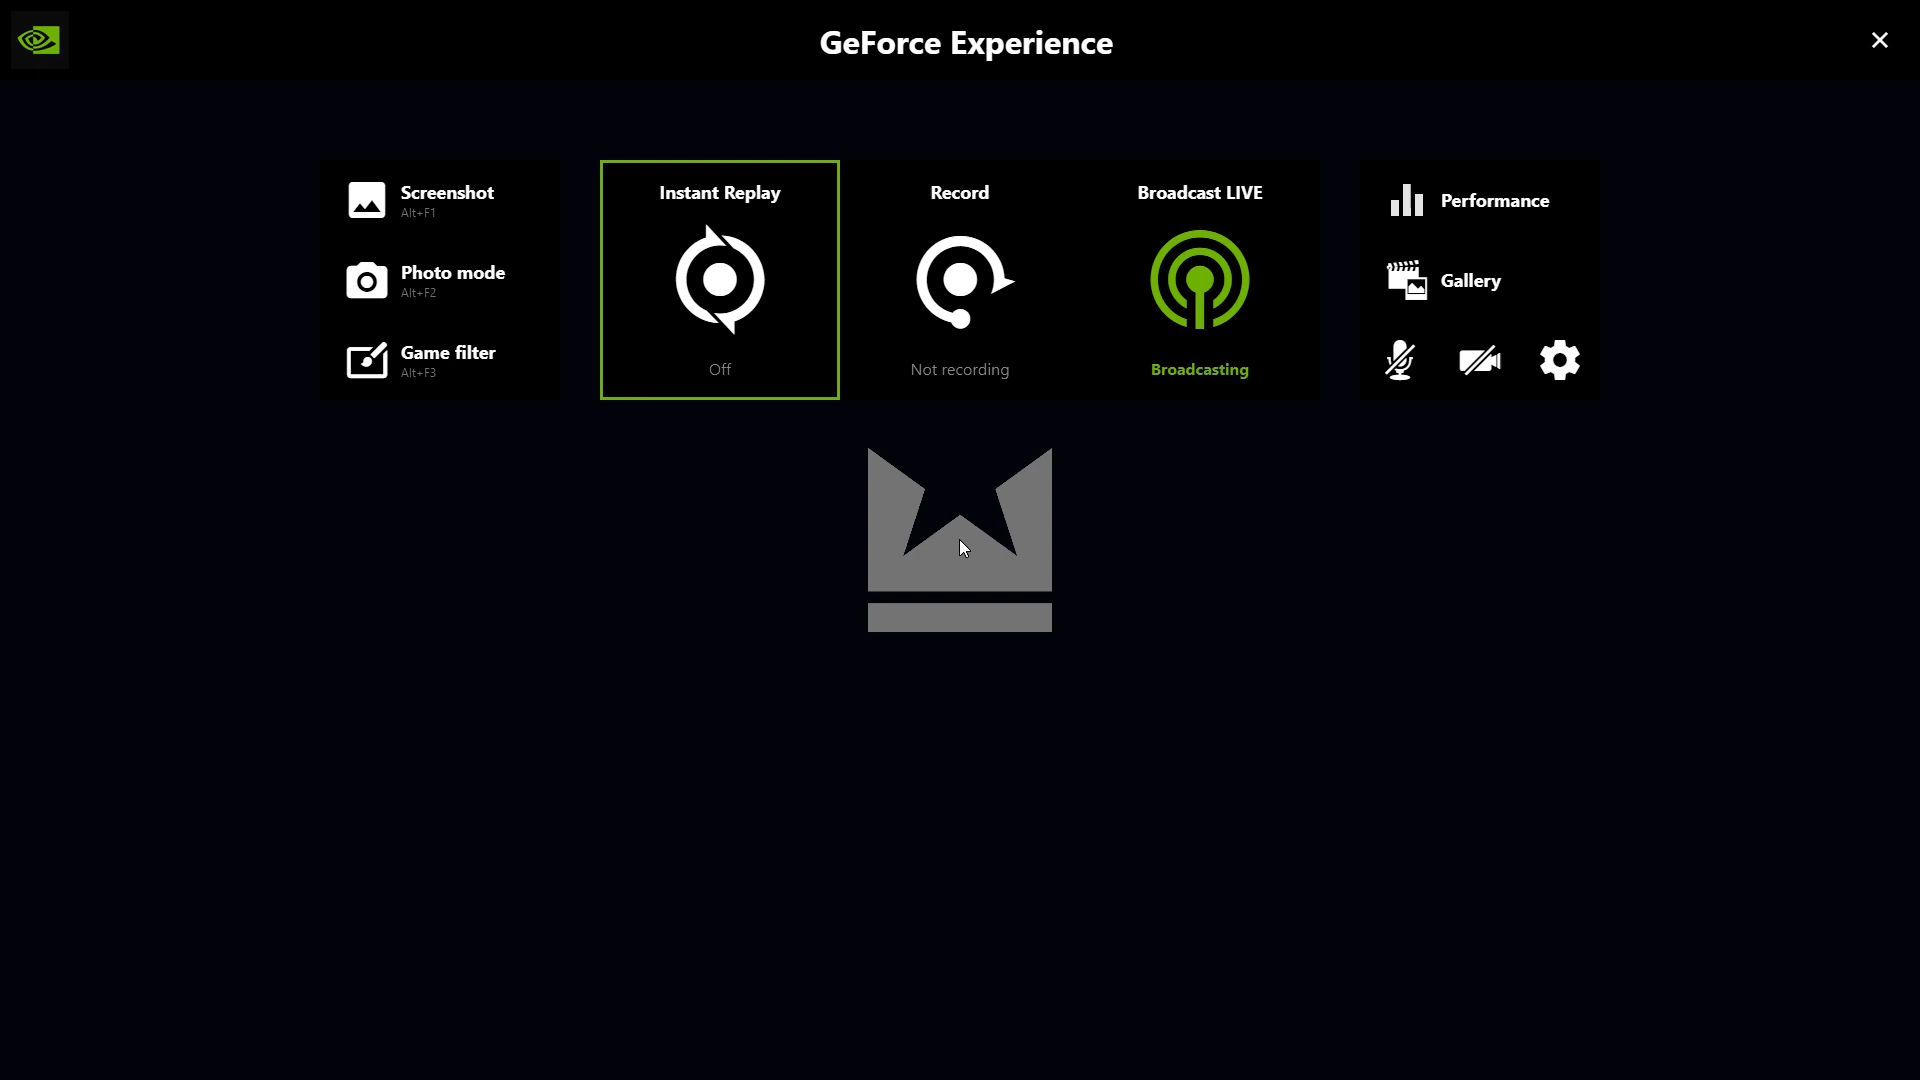 GeForce Experience
Screenshot
Alt+F1
Photo mode
Alt+F2
Game filter
Alt+F3
Instant Replay
Off
Record
Not recording
Broadcast LIVE
Broadcasting
Performance
Gallery